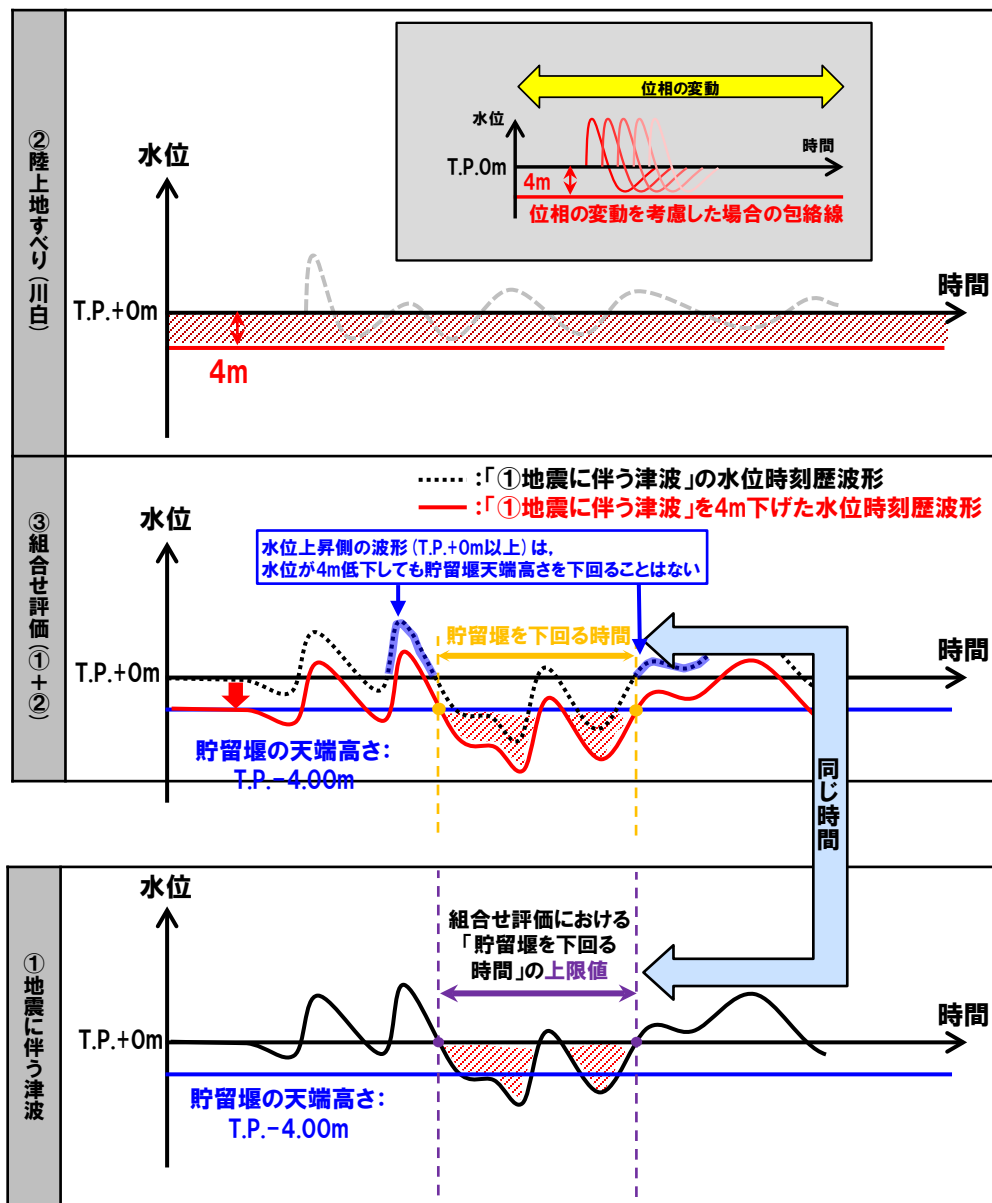 ②陸上地すべり(川白)
位相の変動
水位
時間
T.P.0m
4m
位相の変動を考慮した場合の包絡線
水位
時間
T.P.+0m
4m
③組合せ評価(①+②)
:「①地震に伴う津波」の水位時刻歴波形
:「①地震に伴う津波」を4m下げた水位時刻歴波形
水位
水位上昇側の波形(T.P.+0m以上)は,
水位が4m低下しても貯留堰天端高さを下回ることはない
貯留堰を下回る時間
T.P.+0m
貯留堰の天端高さ:
T.P.-4.00m
同じ時間
①地震に伴う津波
水位
組合せ評価における
「貯留堰を下回る
時間」の上限値
時間
T.P.+0m
貯留堰の天端高さ:
T.P.-4.00m